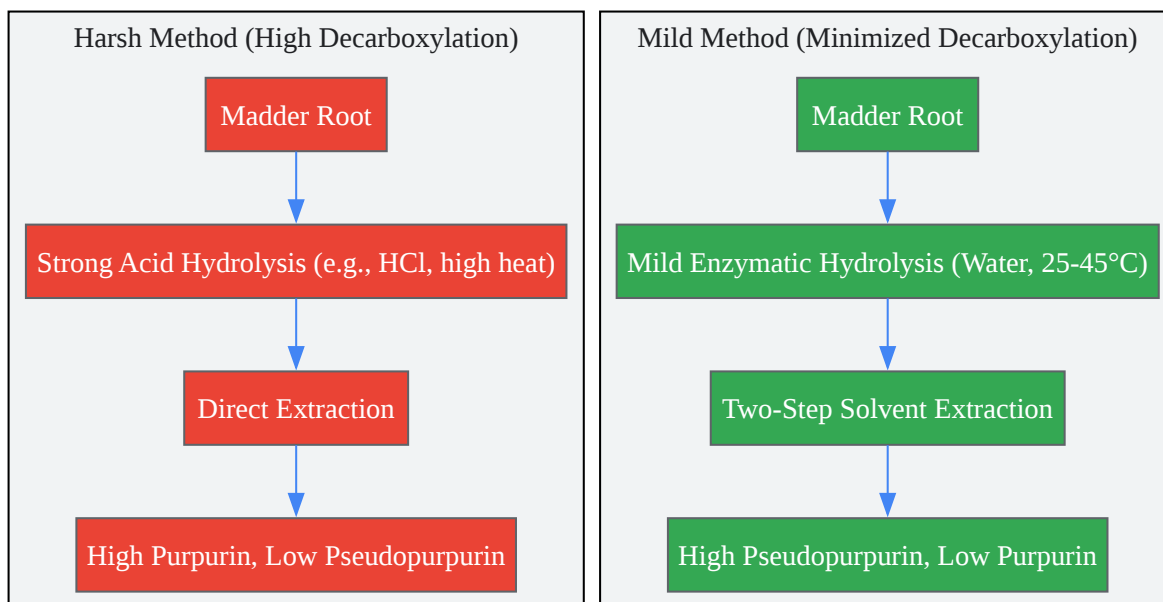 Harsh Method (High Decarboxylation)
Madder Root
Strong Acid Hydrolysis (e.g., HCl, high heat)
Direct Extraction
High Purpurin, Low Pseudopurpurin
Mild Method (Minimized Decarboxylation)
Madder Root
Mild Enzymatic Hydrolysis (Water, 25-45°C)
Two-Step Solvent Extraction
High Pseudopurpurin, Low Purpurin